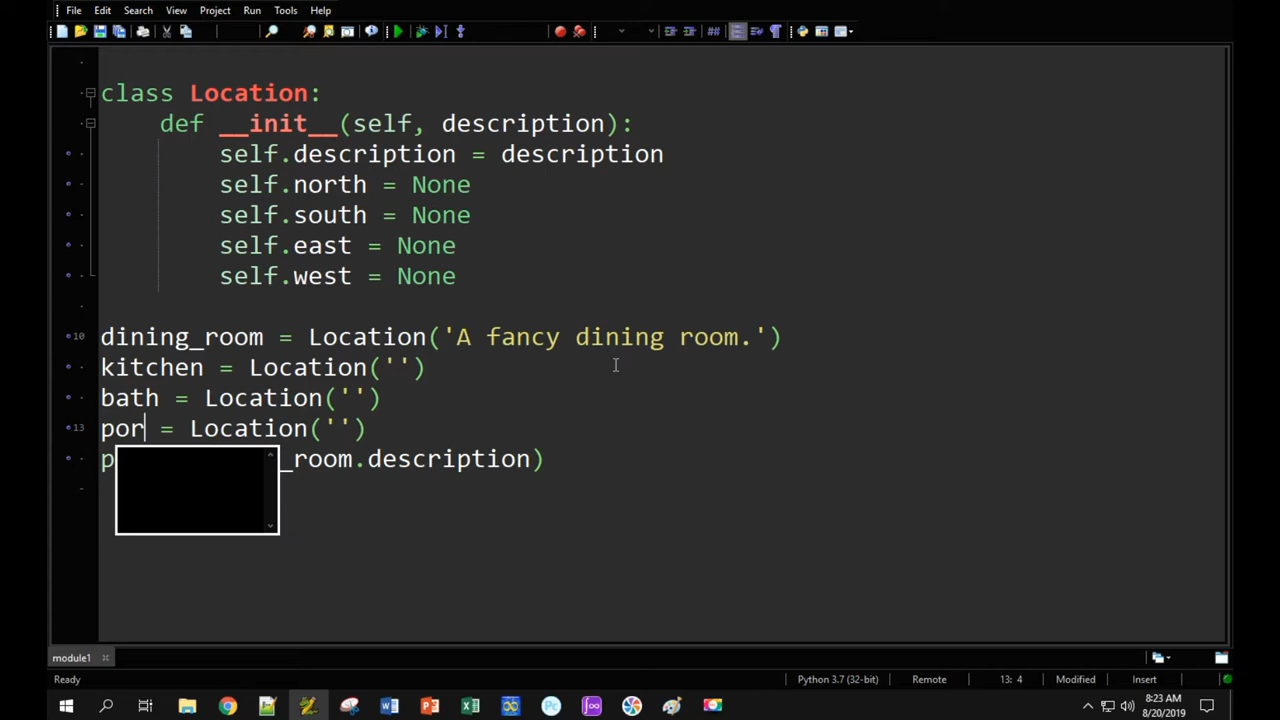 File Edit Search View Project Run Tools Help
class Location:
def __init__(self, description):
self.description = description
self.north = None
self.south = None
self.east = None
self.west = None
10 dining_room = Location('A fancy dining room.')
kitchen = Location('')
bath = Location('')
13 por = Location('')
p _room.description)
module1
Ready Python 3.7 (32-bit) Remote 13: 4 Modified Insert
8:23 AM
8/20/2019